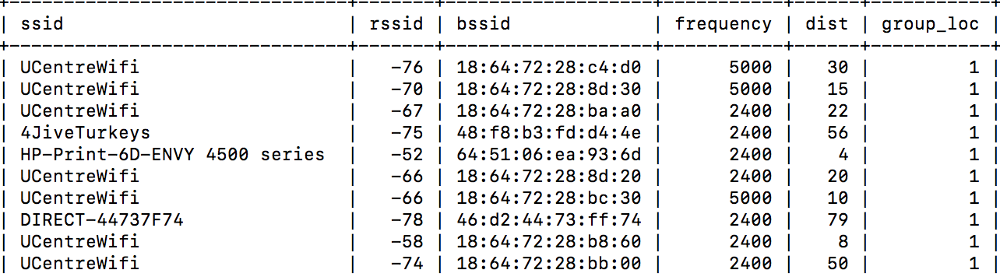 | ssid | rssid | bssid | frequency | dist | group_loc |
| UCentreWifi | -76 | 18:64:72:28:c4:d0 | 5000 | 30 | 1 |
| UCentreWifi | -70 | 18:64:72:28:8d:30 | 5000 | 15 | 1 |
| UCentreWifi | -67 | 18:64:72:28:ba:a0 | 2400 | 22 | 1 |
| 4JiveTurkeys | -75 | 48:f8:b3:fd:d4:4e | 2400 | 56 | 1 |
| HP-Print-6D-ENVY 4500 series | -52 | 64:51:06:ea:93:6d | 2400 | 4 | 1 |
| UCentreWifi | -66 | 18:64:72:28:8d:20 | 2400 | 20 | 1 |
| UCentreWifi | -66 | 18:64:72:28:bc:30 | 5000 | 10 | 1 |
| DIRECT-44737F74 | -78 | 46:d2:44:73:ff:74 | 2400 | 79 | 1 |
| UCentreWifi | -58 | 18:64:72:28:b8:60 | 2400 | 8 | 1 |
| UCentreWifi | -74 | 18:64:72:28:bb:00 | 2400 | 50 | 1 |